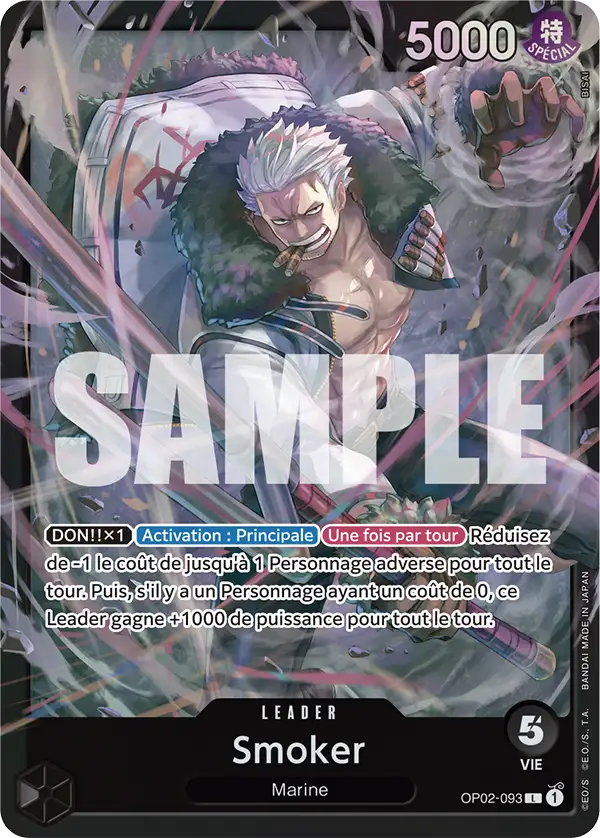 5000
特
SPÉCIAL
BISAI
SAMPLE
DON!!×1 Activation : Principale Une fois par tour Réduisez
de -1 le coût de jusqu'à 1 Personnage adverse pour tout le
tour. Puis, s'il y a un Personnage ayant un coût de 0, ce
Leader gagne +1000 de puissance pour tout le tour.
LEADER
Smoker
Marine
5
VIE
OP02-093 L 1
©E.O./S., T.A. BANDAI MADE IN JAPAN
©E.O/S